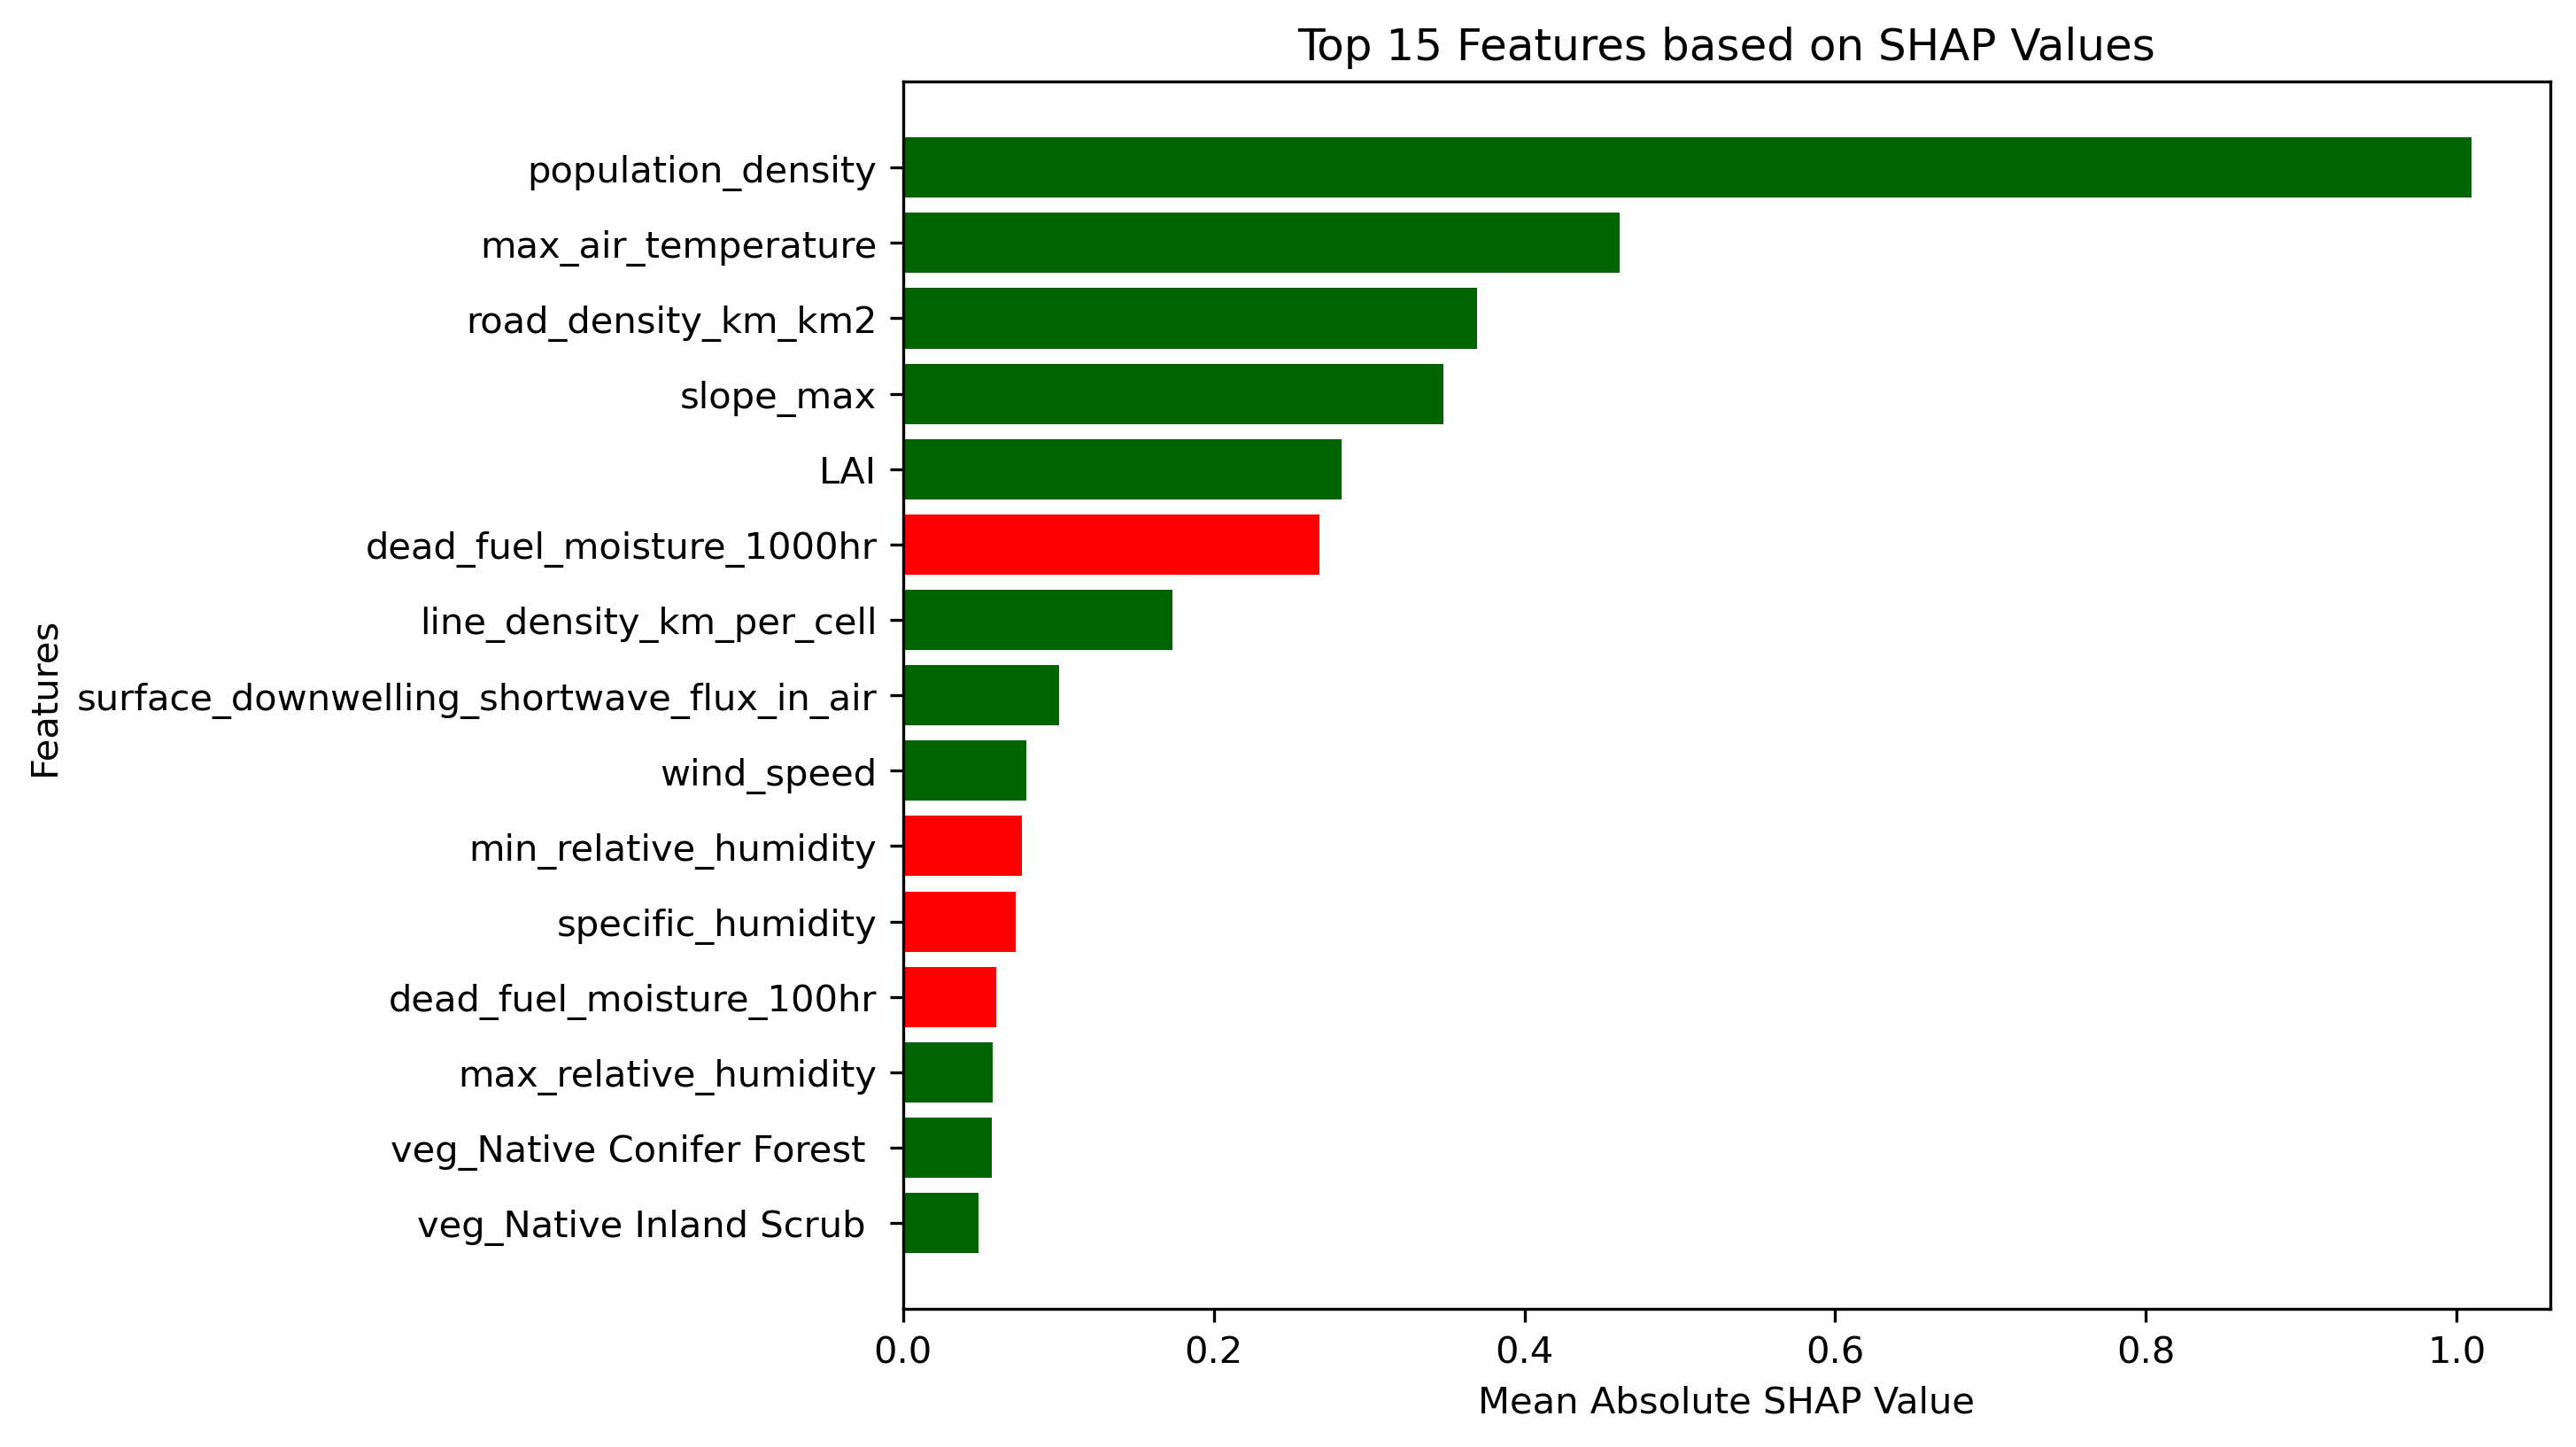 Top 15 Features based on SHAP Values
Features
population_density
max_air_temperature
road_density_km_km2
slope_max
LAI
dead_fuel_moisture_1000hr
line_density_km_per_cell
surface_downwelling_shortwave_flux_in_air
wind_speed
min_relative_humidity
specific_humidity
dead_fuel_moisture_100hr
max_relative_humidity
veg_Native Conifer Forest
veg_Native Inland Scrub
0.0 0.2 0.4 0.6 0.8 1.0
Mean Absolute SHAP Value